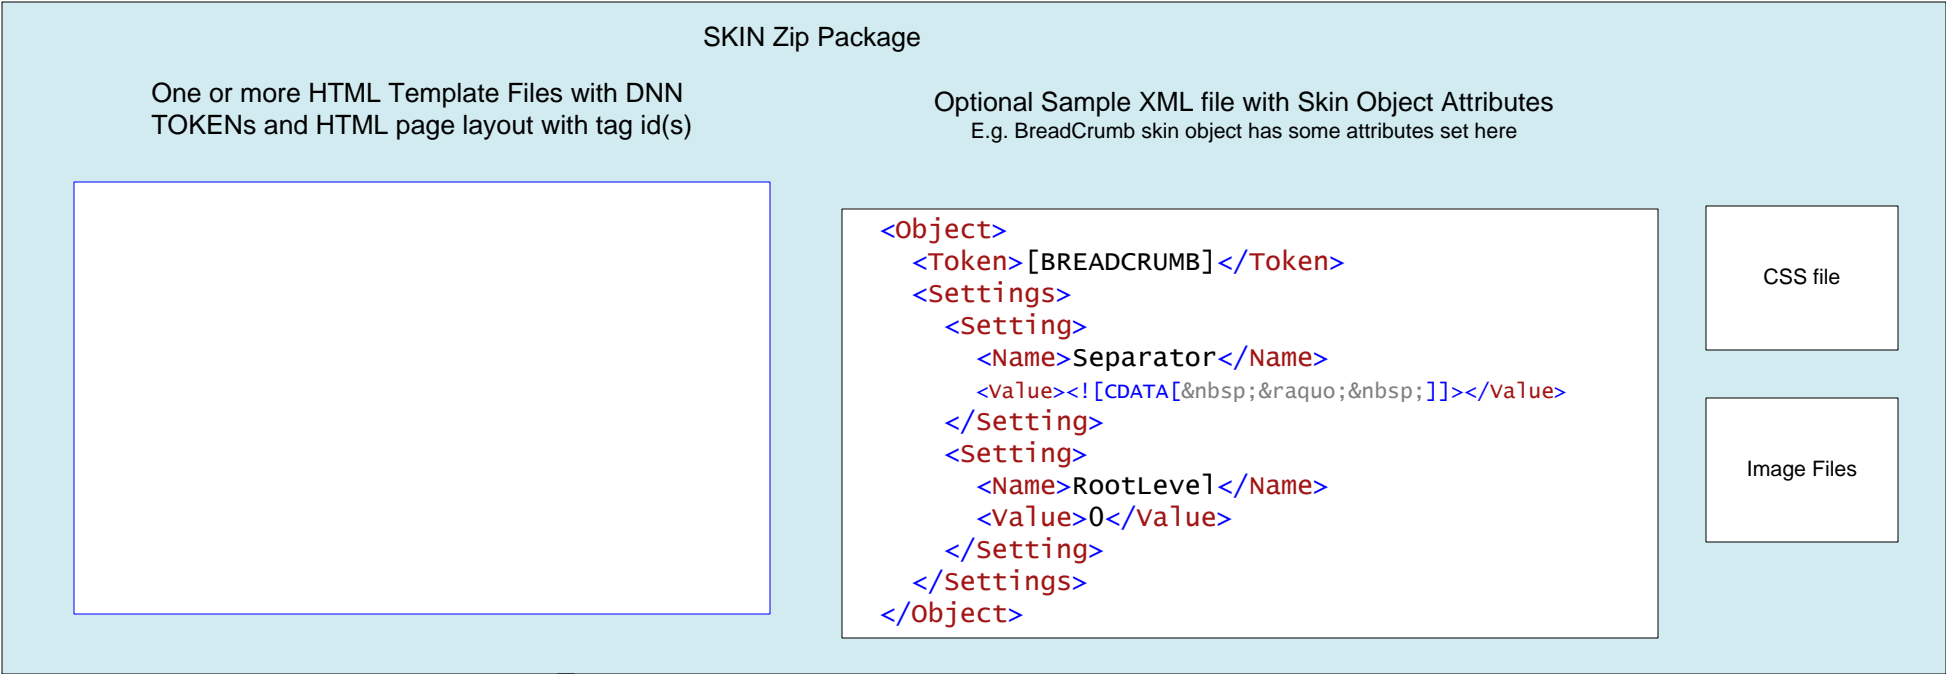 SKIN Zip Package
One or more HTML Template Files with DNN
TOKENs and HTML page layout with tag id(s)
Optional Sample XML file with Skin Object Attributes
E.g. BreadCrumb skin object has some attributes set here
<Object>
<Token>[BREADCRUMB]</Token>
<Settings>
<Setting>
<Name>Separator</Name>
<Value><![CDATA[&nbsp;&raquo;&nbsp;]]></Value>
</Setting>
<Setting>
<Name>RootLevel</Name>
<Value>0</Value>
</Setting>
</Settings>
</Object>
CSS file
Image Files